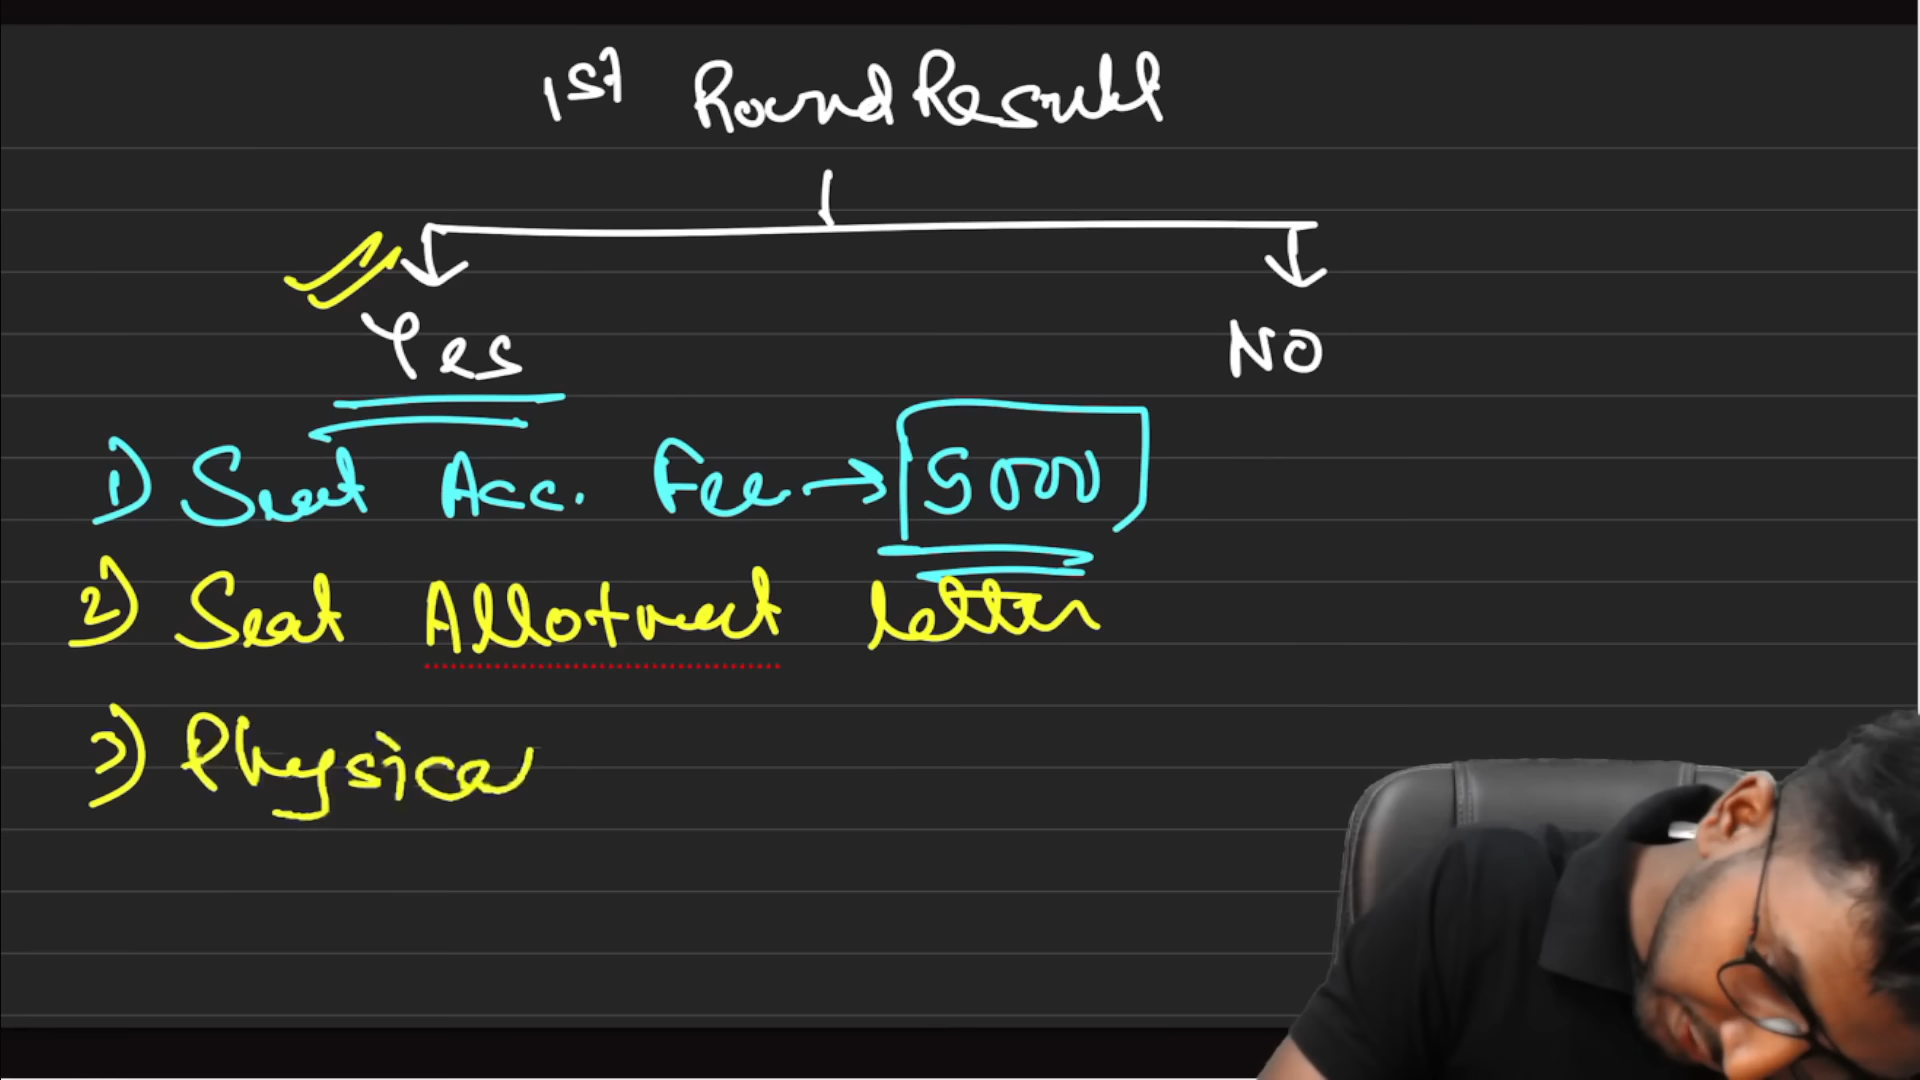 1st Round Result
Yes NO
1) Seat Acc. Fee → 5000
2) Seat Allotment letter
3) Physica